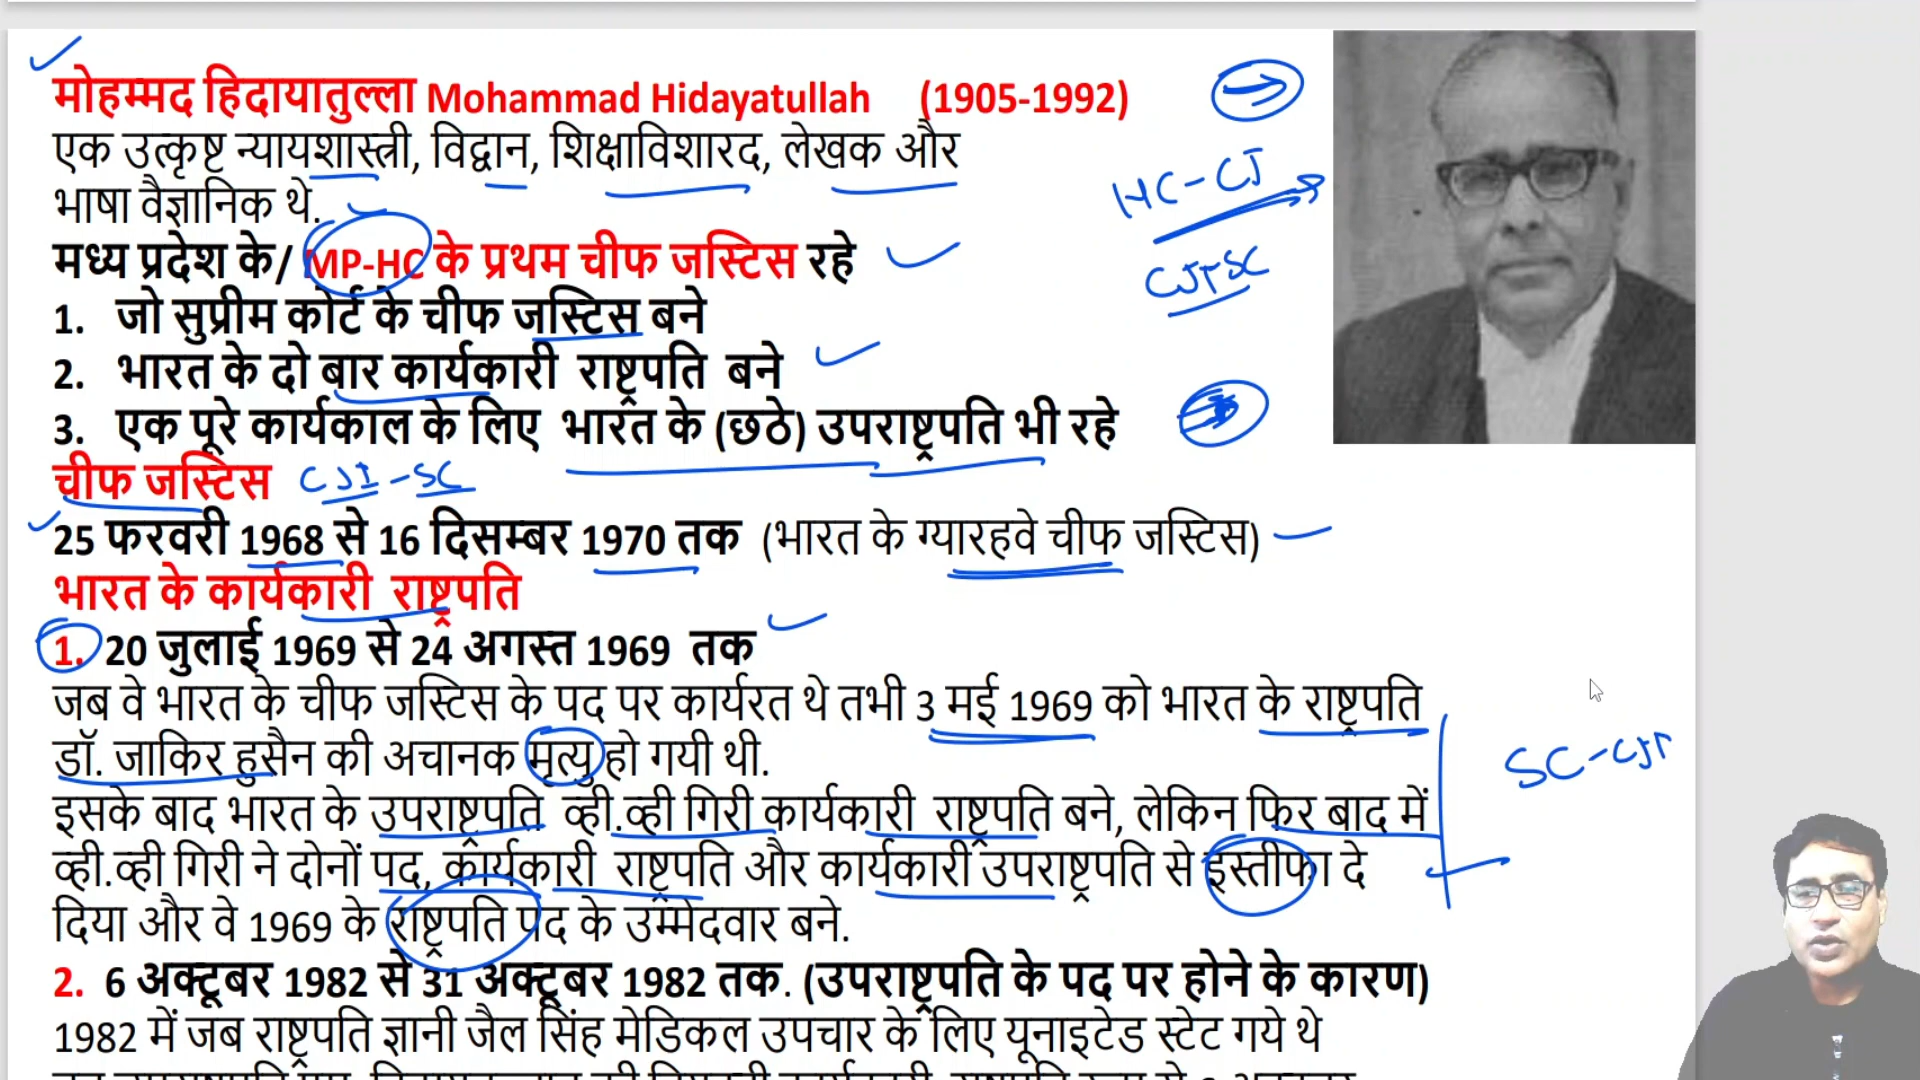 मोहम्मद हिदायातुल्ला Mohammad Hidayatullah (1905-1992)
एक उत्कृष्ट न्यायशास्त्री, विद्वान, शिक्षाविशारद, लेखक और
भाषा वैज्ञानिक थे.
HC-CJ
मध्य प्रदेश के/ MP-HC के प्रथम चीफ जस्टिस रहे
CJI SC
1. जो सुप्रीम कोर्ट के चीफ जस्टिस बने
2. भारत के दो बार कार्यकारी राष्ट्रपति बने
3. एक पूरे कार्यकाल के लिए भारत के (छठे) उपराष्ट्रपति भी रहे
चीफ जस्टिस CJI-SC
25 फरवरी 1968 से 16 दिसम्बर 1970 तक (भारत के ग्यारहवे चीफ जस्टिस)
भारत के कार्यकारी राष्ट्रपति
1. 20 जुलाई 1969 से 24 अगस्त 1969 तक
जब वे भारत के चीफ जस्टिस के पद पर कार्यरत थे तभी 3 मई 1969 को भारत के राष्ट्रपति
डॉ. जाकिर हुसैन की अचानक मृत्यु हो गयी थी.
SC-CJI
इसके बाद भारत के उपराष्ट्रपति व्ही.व्ही गिरी कार्यकारी राष्ट्रपति बने, लेकिन फिर बाद में
व्ही.व्ही गिरी ने दोनों पद, कार्यकारी राष्ट्रपति और कार्यकारी उपराष्ट्रपति से इस्तीफा दे
दिया और वे 1969 के राष्ट्रपति पद के उम्मेदवार बने.
2. 6 अक्टूबर 1982 से 31 अक्टूबर 1982 तक. (उपराष्ट्रपति के पद पर होने के कारण)
1982 में जब राष्ट्रपति ज्ञानी जैल सिंह मेडिकल उपचार के लिए यूनाइटेड स्टेट गये थे